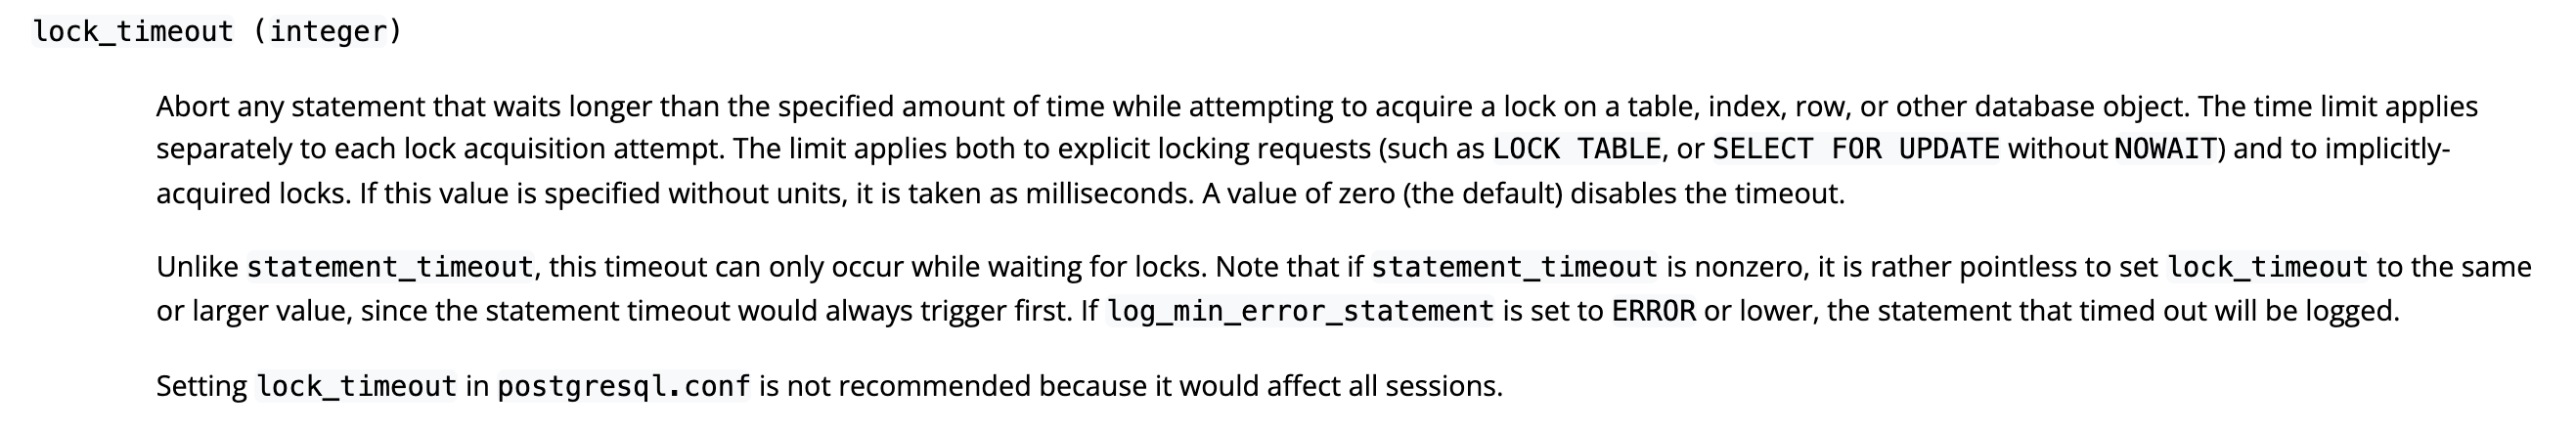 lock_timeout (integer)
Abort any statement that waits longer than the specified amount of time while attempting to acquire a lock on a table, index, row, or other database object. The time limit applies
separately to each lock acquisition attempt. The limit applies both to explicit locking requests (such as LOCK TABLE, or SELECT FOR UPDATE without NOWAIT) and to implicitly-
acquired locks. If this value is specified without units, it is taken as milliseconds. A value of zero (the default) disables the timeout.
Unlike statement_timeout, this timeout can only occur while waiting for locks. Note that if statement_timeout is nonzero, it is rather pointless to set lock_timeout to the same
or larger value, since the statement timeout would always trigger first. If log_min_error_statement is set to ERROR or lower, the statement that timed out will be logged.
Setting lock_timeout in postgresql.conf is not recommended because it would affect all sessions.